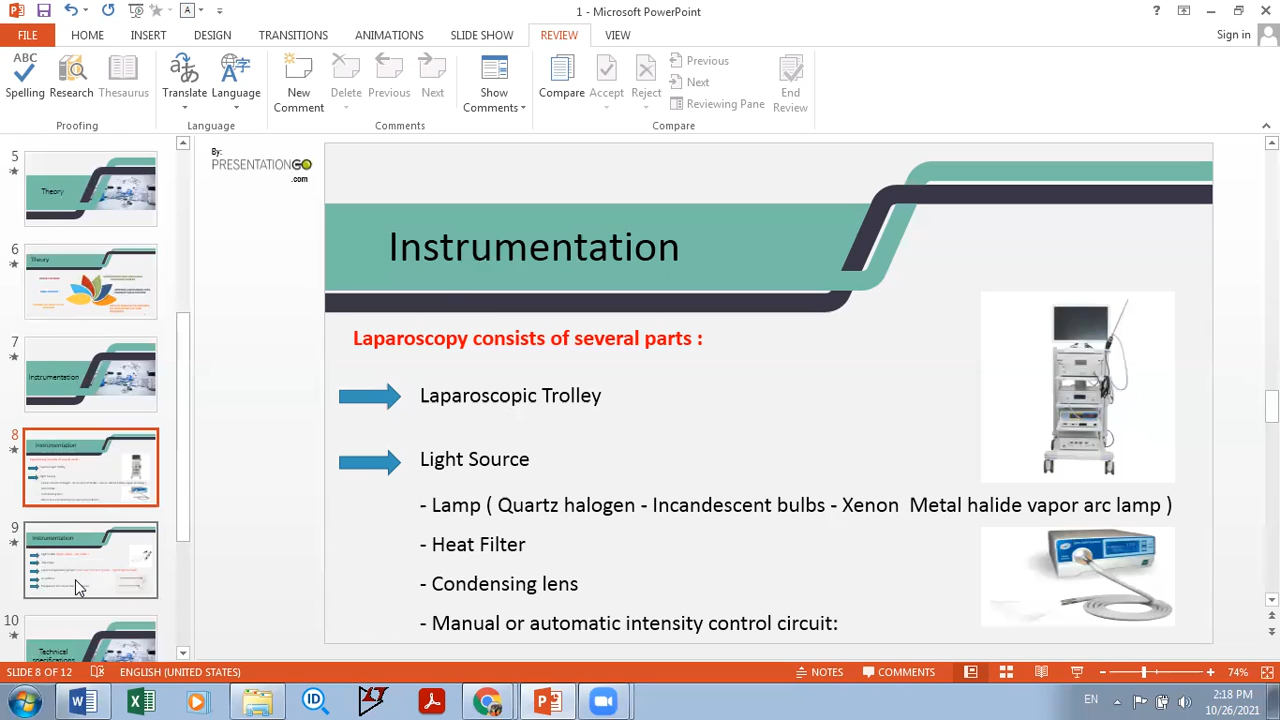 1 - Microsoft PowerPoint
FILE HOME INSERT DESIGN TRANSITIONS ANIMATIONS SLIDE SHOW REVIEW VIEW Sign in
ABC
Spelling Research Thesaurus Translate Language New Comment Delete Previous Next Show Comments Compare Accept Reject Previous Next Reviewing Pane End Review
Proofing Language Comments Compare
5
Theory
6
Theory
7
Instrumentation
8
Instrumentation
9
Instrumentation
10
Technical
specifications
By:
PRESENTATIONGO
.com
Instrumentation
Laparoscopy consists of several parts :
Laparoscopic Trolley
Light Source
- Lamp ( Quartz halogen - Incandescent bulbs - Xenon Metal halide vapor arc lamp )
- Heat Filter
- Condensing lens
- Manual or automatic intensity control circuit:
SLIDE 8 OF 12 ENGLISH (UNITED STATES) NOTES COMMENTS 74%
EN 2:18 PM
10/26/2021